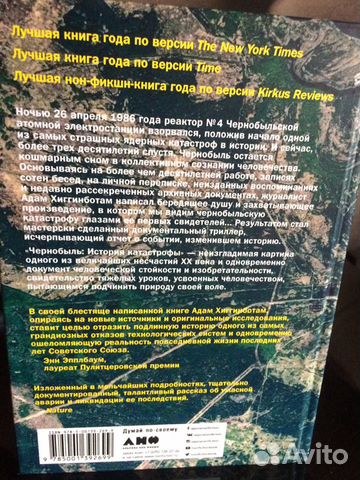 Лучшая книга года по версии The New York Times
Лучшая книга года по версии Time
Лучшая нон-фикшн-книга года по версии Kirkus Reviews
Ночью 26 апреля 1986 года реактор №4 Чернобыльской
атомной электростанции взорвался, положив начало одной
из самых страшных ядерных катастроф в истории. И сейчас,
более трех десятилетий спустя, Чернобыль остается
кошмарным сном в коллективном сознании человечества.
Основываясь на более чем десятилетней работе, записях
сотен бесед, на личной переписке, неизданных воспоминаниях
и недавно рассекреченных архивных документах, журналист
Адам Хиггинботам написал бередящее душу и захватывающее
произведение, в котором мы видим чернобыльскую
катастрофу глазами ее первых свидетелей... Результатом стал
мастерски сделанный документальный триллер,
исчерпывающий отчет о событии, изменившем историю.
«Чернобыль: История катастрофы» — неизгладимая картина
одного из величайших несчастий XX века и одновременно
документ человеческой стойкости и изобретательности,
свидетельство тяжелых уроков, усвоенных человечеством,
пытающимся подчинить природу своей воле.
В своей блестяще написанной книге Адам Хиггинботам,
опираясь на новые источники и оригинальные исследования,
ставит целью отразить подлинную историю одного из самых
грандиозных отказов технологических систем и одновременно
ошеломляющую реальность повседневной жизни последних
лет Советского Союза.
Энн Эпплбаум,
лауреат Пулитцеровской премии
Изложенный в мельчайших подробностях, тщательно
документированный, талантливый рассказ об ужасной
аварии и ликвидации ее последствий.
Nature
Думай по-своему
9 785001 392699
Avito